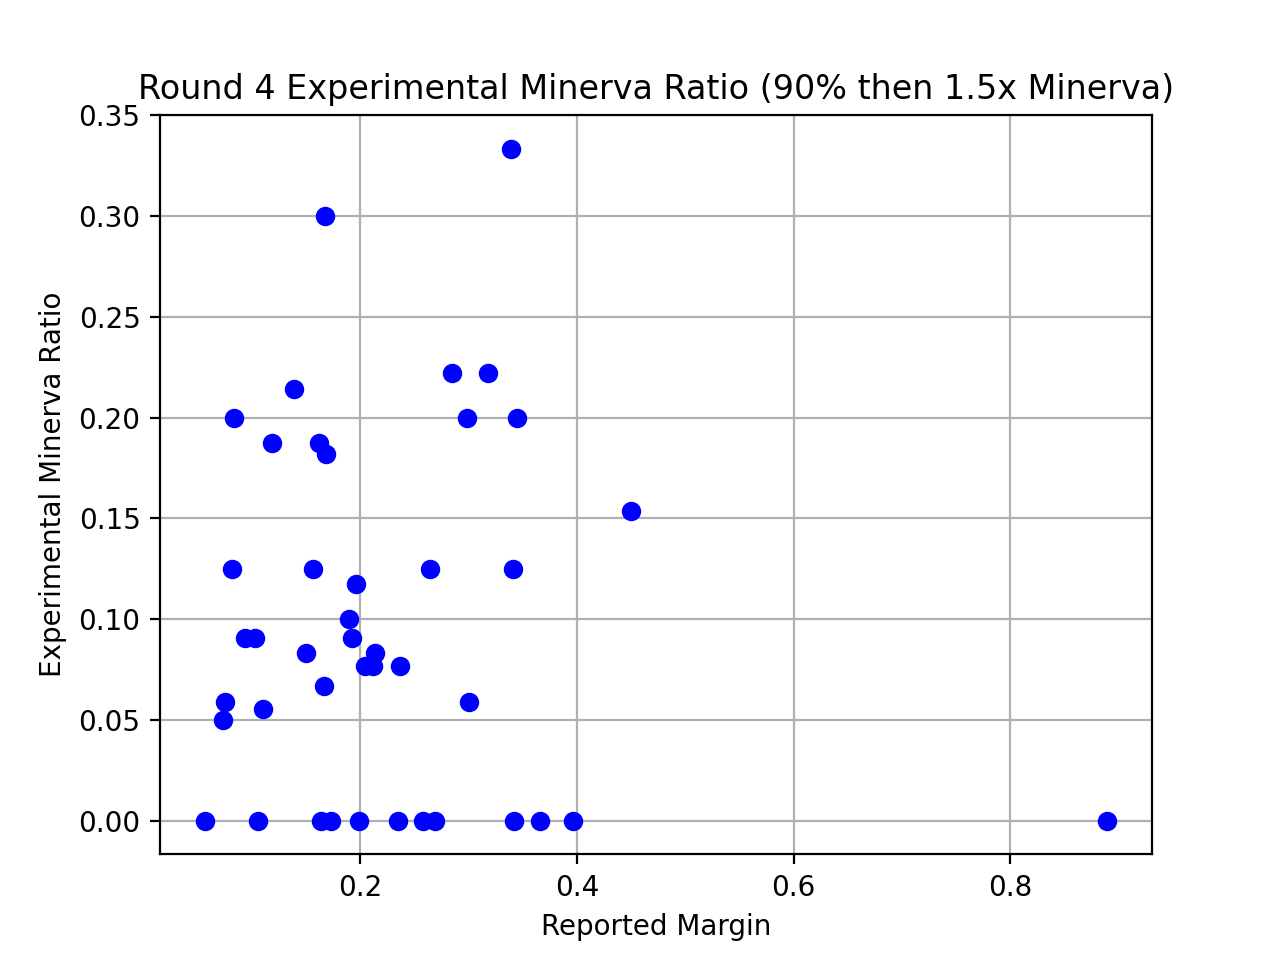 Round 4 Experimental Minerva Ratio (90% then 1.5x Minerva)
0.35
0.30
0.25
0.20
0.15
0.10
0.05
0.00
Experimental Minerva Ratio
0.2 0.4 0.6 0.8
Reported Margin